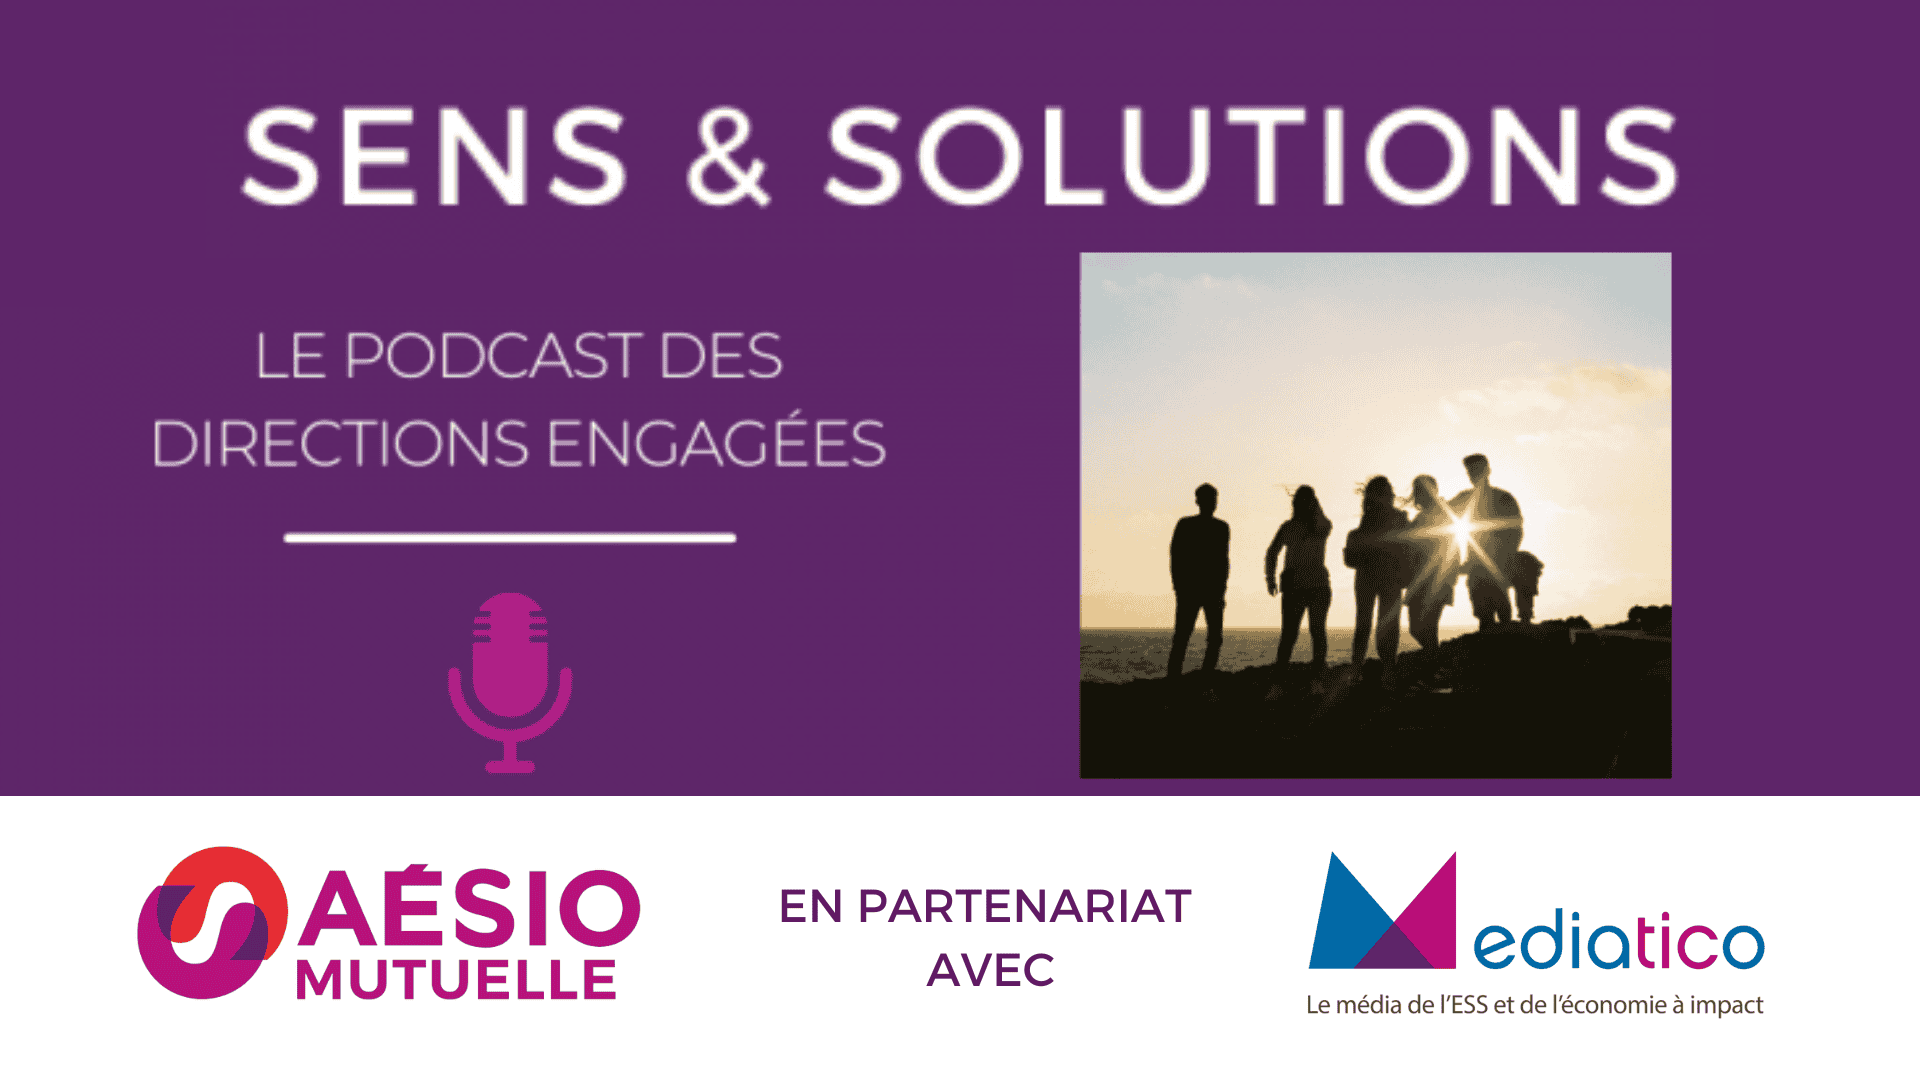 SENS & SOLUTIONS
LE PODCAST DES
DIRECTIONS ENGAGÉES
AÉSIO
MUTUELLE
EN PARTENARIAT
AVEC
Mediatico
Le média de l'ESS et de l'économie à impact